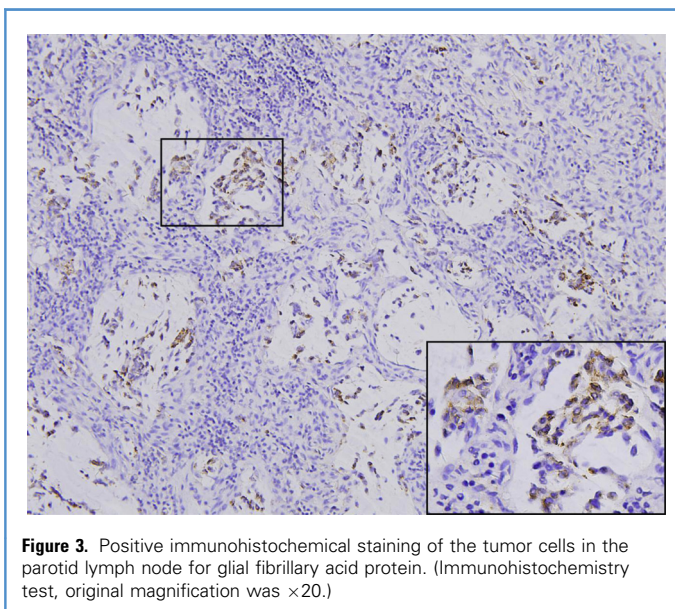 Figure 3. Positive immunohistochemical staining of the tumor cells in the
parotid lymph node for glial fibrillary acid protein. (Immunohistochemistry
test, original magnification was ×20.)